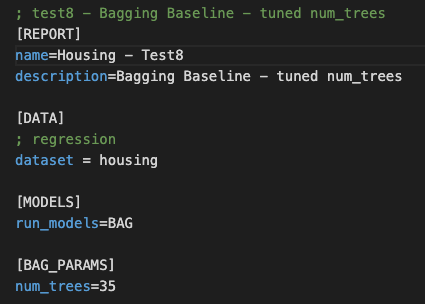 ; test8 - Bagging Baseline - tuned num_trees
[REPORT]
name=Housing - Test8
description=Bagging Baseline - tuned num_trees
[DATA]
; regression
dataset = housing
[MODELS]
run_models=BAG
[BAG_PARAMS]
num_trees=35